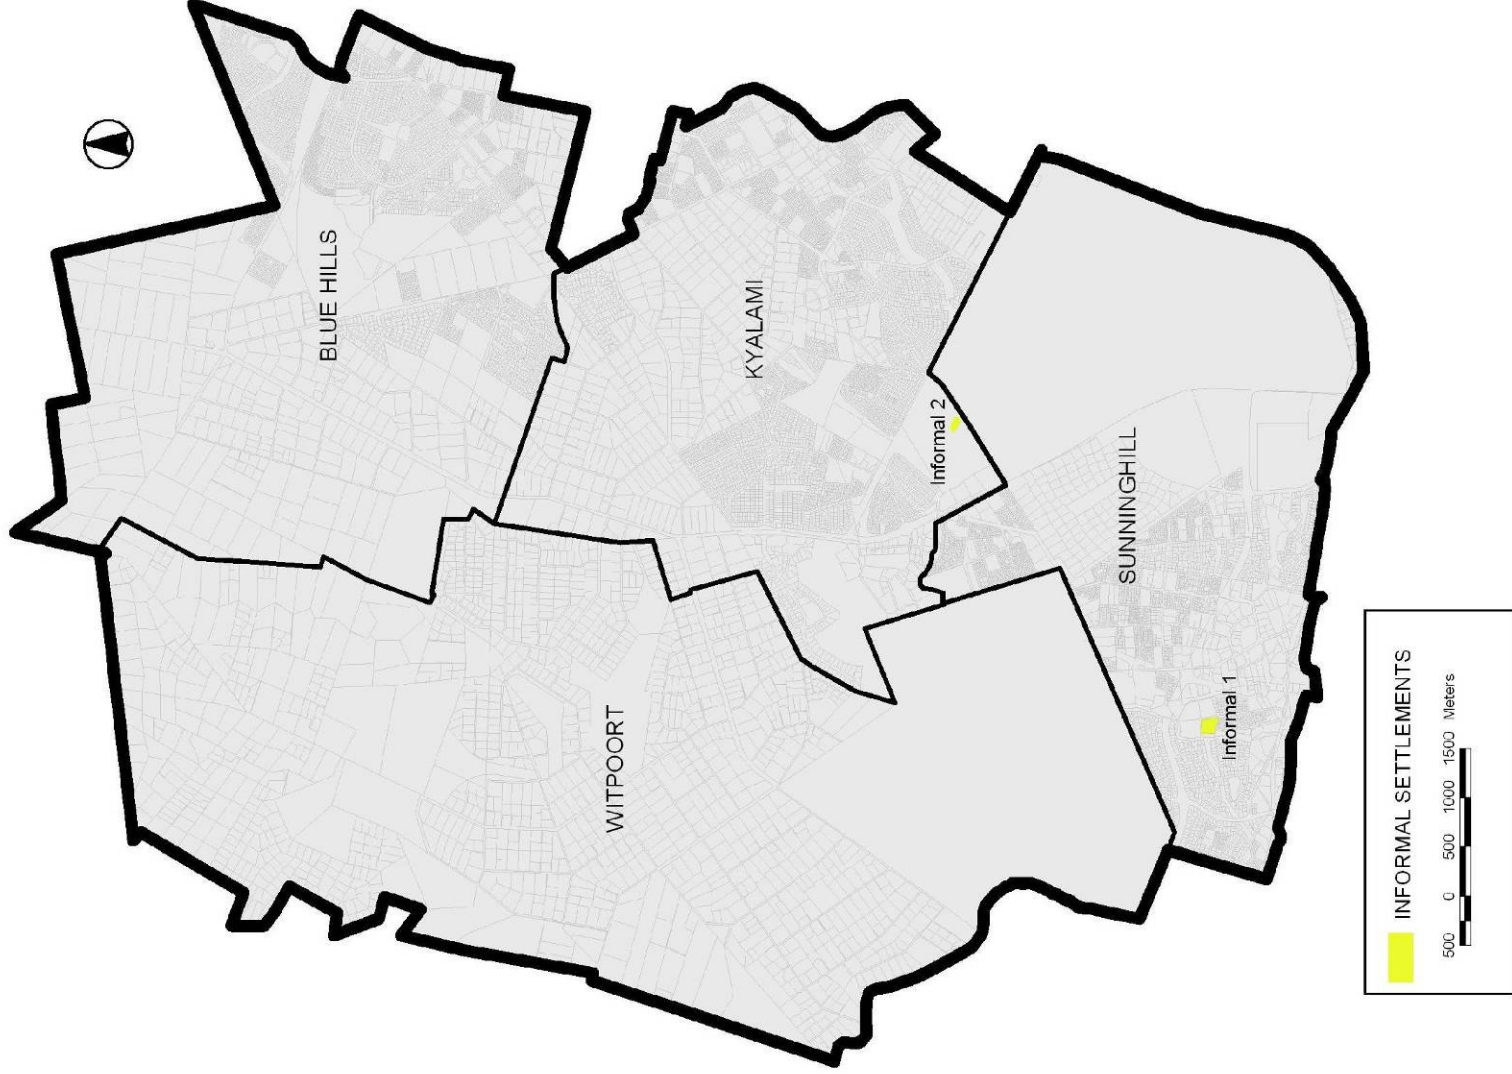 BLUE HILLS
KYALAMI
Informal 2
SUNNINGHILL
WITPOORT
Informal 1
INFORMAL SETTLEMENTS
500 0 500 1000 1500 Meters